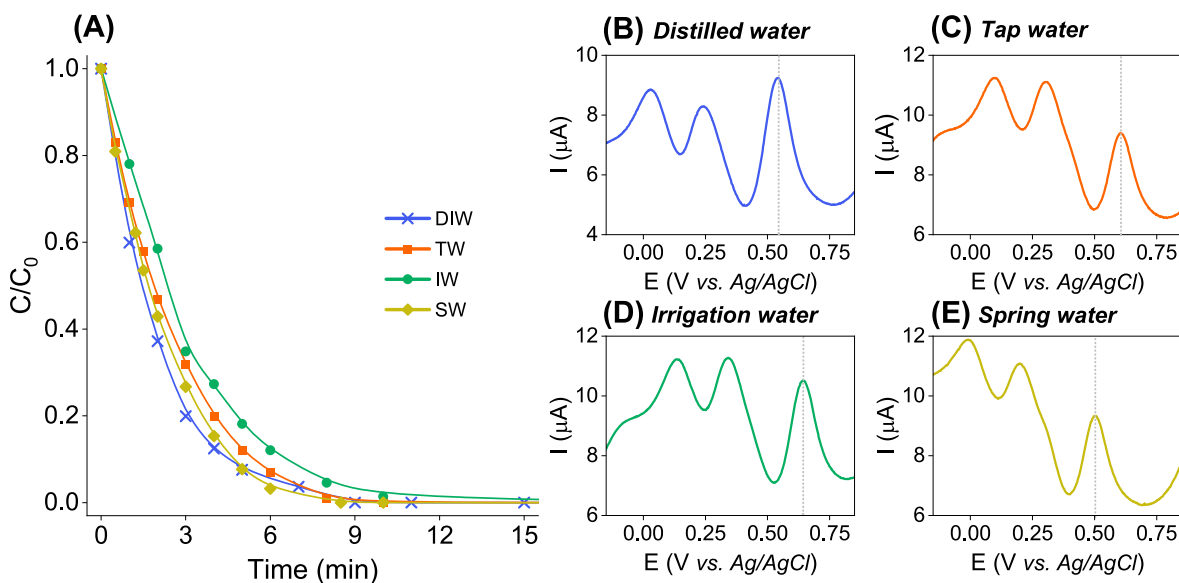 (A)
1.0
0.8
0.6
0.4
0.2
0.0
C/C0
0 3 6 9 12 15
Time (min)
DIW
TW
IW
SW
(B) Distilled water
10
8
6
4
I (μA)
0.00 0.25 0.50 0.75
E (V vs. Ag/AgCl)
(C) Tap water
12
10
8
6
I (μA)
0.00 0.25 0.50 0.75
E (V vs. Ag/AgCl)
(D) Irrigation water
12
10
8
6
I (μA)
0.00 0.25 0.50 0.75
E (V vs. Ag/AgCl)
(E) Spring water
12
10
8
6
I (μA)
0.00 0.25 0.50 0.75
E (V vs. Ag/AgCl)